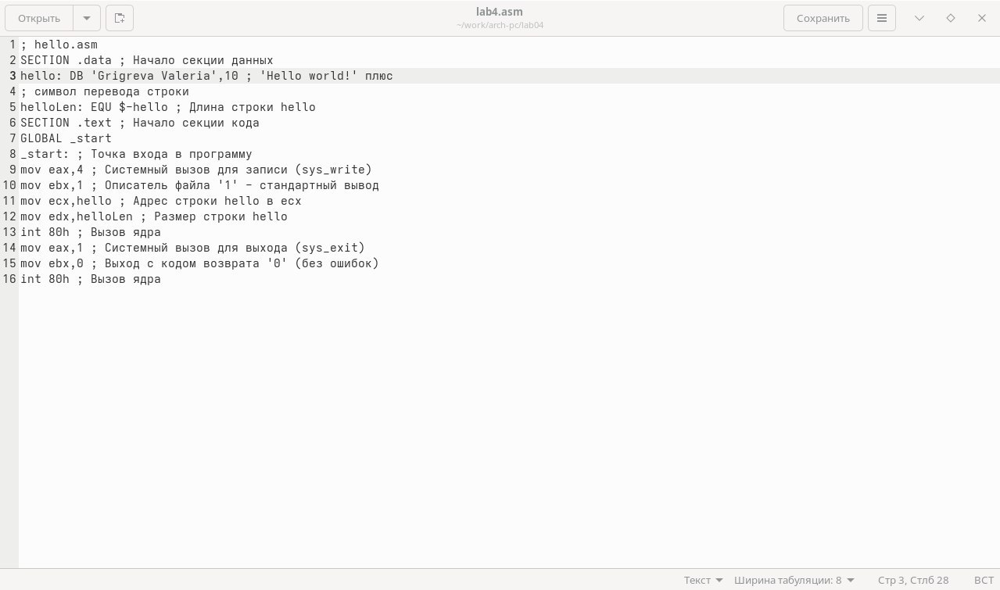 Открыть
lab4.asm
~/work/arch-pc/lab04
Сохранить
1 ; hello.asm
2 SECTION .data ; Начало секции данных
3 hello: DB 'Grigreva Valeria',10 ; 'Hello world!' плюс
4 ; символ перевода строки
5 helloLen: EQU $-hello ; Длина строки hello
6 SECTION .text ; Начало секции кода
7 GLOBAL _start
8 _start: ; Точка входа в программу
9 mov eax,4 ; Системный вызов для записи (sys_write)
10 mov ebx,1 ; Описатель файла '1' - стандартный вывод
11 mov ecx,hello ; Адрес строки hello в ecx
12 mov edx,helloLen ; Размер строки hello
13 int 80h ; Вызов ядра
14 mov eax,1 ; Системный вызов для выхода (sys_exit)
15 mov ebx,0 ; Выход с кодом возврата '0' (без ошибок)
16 int 80h ; Вызов ядра
Текст Ширина табуляции: 8 Стр 3, Стлб 28 ВСТ